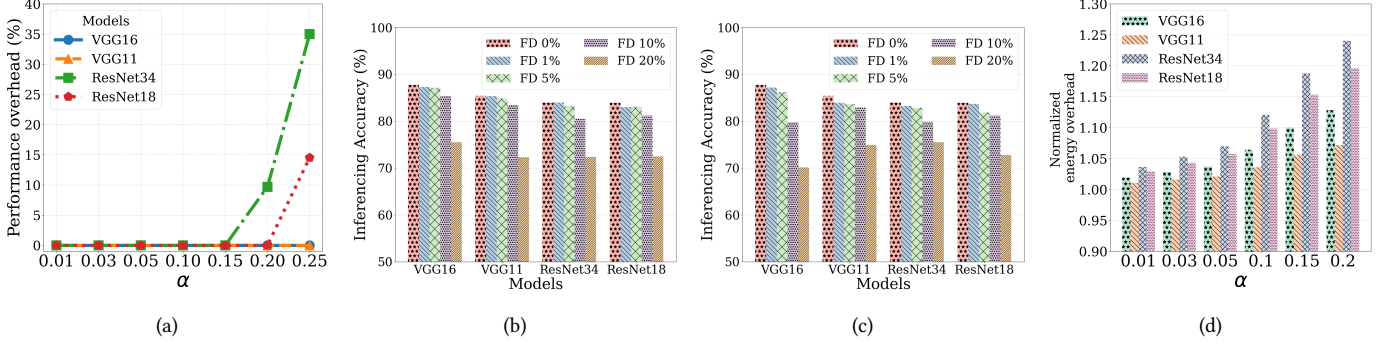 Performance overhead (%)
40
35
30
25
20
15
10
5
0
Models
VGG16
VGG11
ResNet34
ResNet18
0.01 0.03 0.05 0.10 0.15 0.20 0.25
α
(a)
Inferencing Accuracy (%)
100
90
80
70
60
50
FD 0%
FD 1%
FD 5%
FD 10%
FD 20%
VGG16 VGG11 ResNet34 ResNet18
Models
(b)
Inferencing Accuracy (%)
100
90
80
70
60
50
FD 0%
FD 1%
FD 5%
FD 10%
FD 20%
VGG16 VGG11 ResNet34 ResNet18
Models
(c)
Normalized
energy overhead
1.30
1.25
1.20
1.15
1.10
1.05
1.00
0.95
0.90
VGG16
VGG11
ResNet34
ResNet18
0.01 0.03 0.05 0.1 0.15 0.2
α
(d)